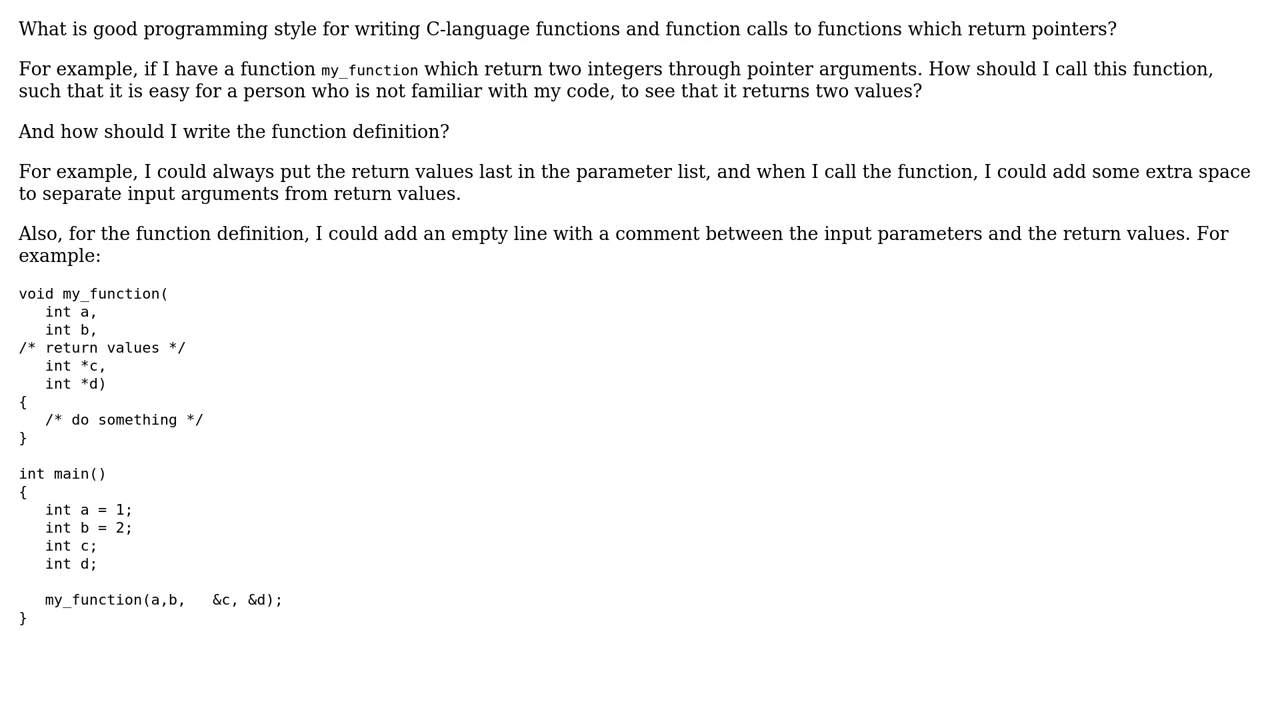 What is good programming style for writing C-language functions and function calls to functions which return pointers?
For example, if I have a function my_function which return two integers through pointer arguments. How should I call this function,
such that it is easy for a person who is not familiar with my code, to see that it returns two values?
And how should I write the function definition?
For example, I could always put the return values last in the parameter list, and when I call the function, I could add some extra space
to separate input arguments from return values.
Also, for the function definition, I could add an empty line with a comment between the input parameters and the return values. For
example:
void my_function(
   int a,
   int b,
/* return values */
   int *c,
   int *d)
{
   /* do something */
}

int main()
{
   int a = 1;
   int b = 2;
   int c;
   int d;

   my_function(a,b,   &c, &d);
}